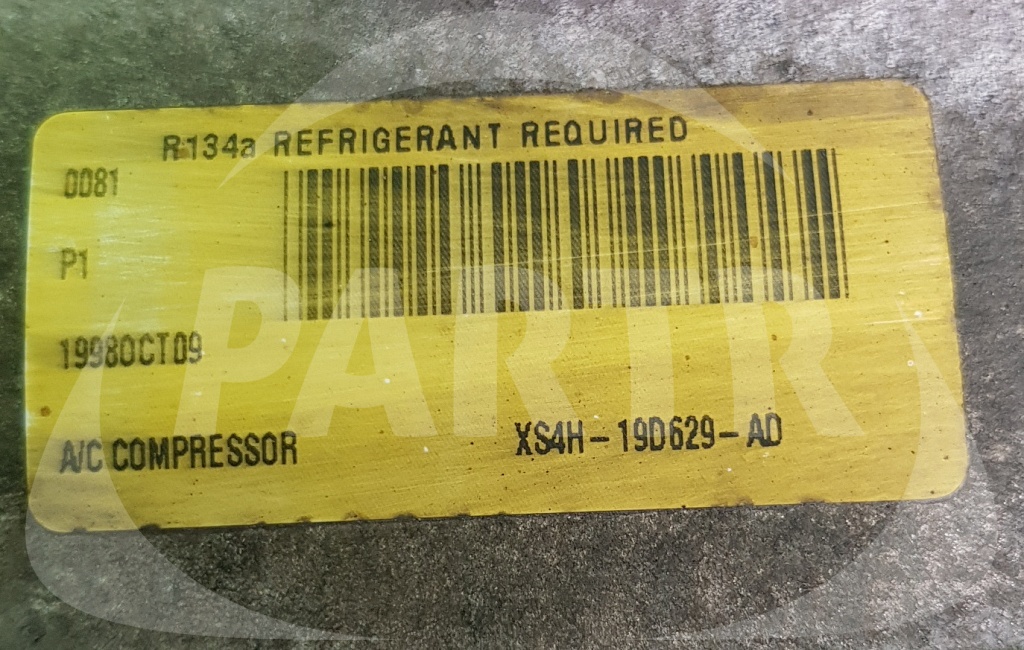 R134a REFRIGERANT REQUIRED
0081
P1
1998OCT09
A/C COMPRESSOR XS4H-19D629-AD
PARTR